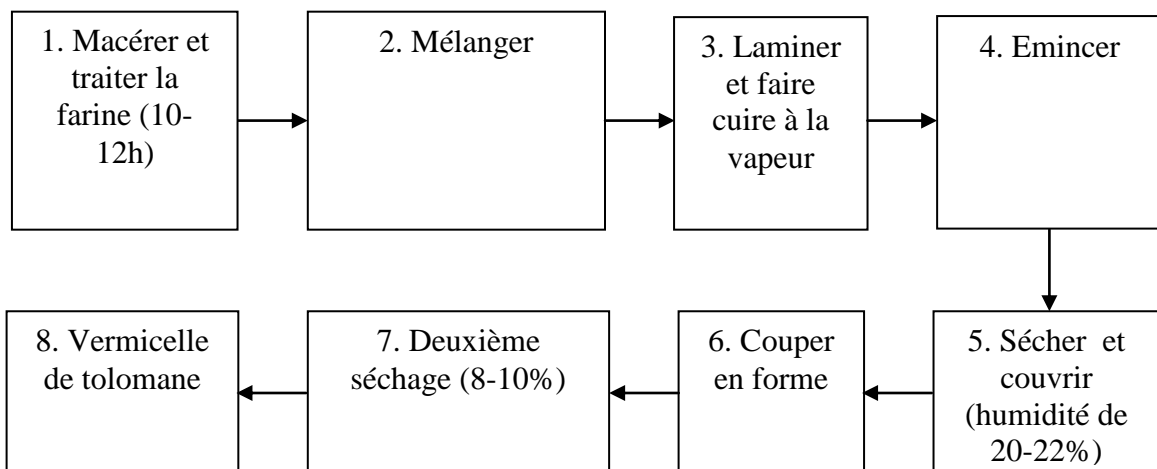 1. Macérer et
traiter la
farine (10-
12h)
2. Mélanger
3. Laminer
et faire
cuire à la
vapeur
4. Emincer
5. Sécher et
couvrir
(humidité de
20-22%)
6. Couper
en forme
7. Deuxième
séchage (8-10%)
8. Vermicelle
de tolomane